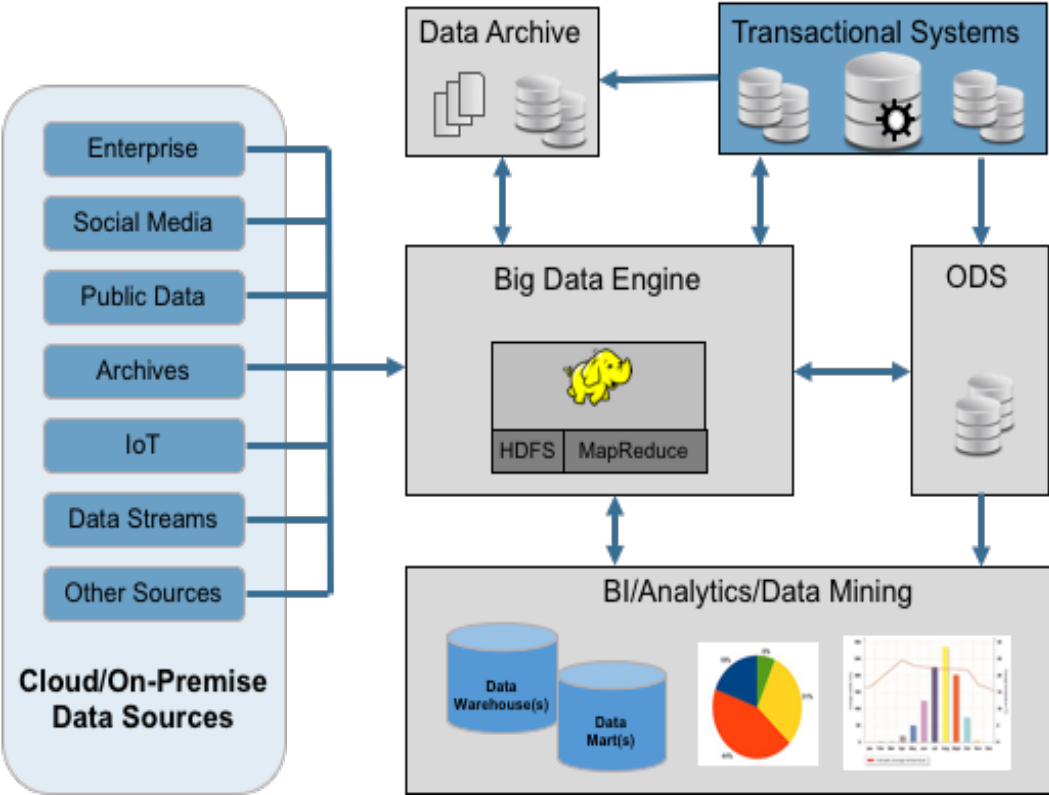 Data Archive
Transactional Systems
Enterprise
Social Media
Public Data
Archives
IoT
Data Streams
Other Sources
Cloud/On-Premise
Data Sources
Big Data Engine
HDFS
MapReduce
ODS
BI/Analytics/Data Mining
Data
Warehouse(s)
Data
Mart(s)